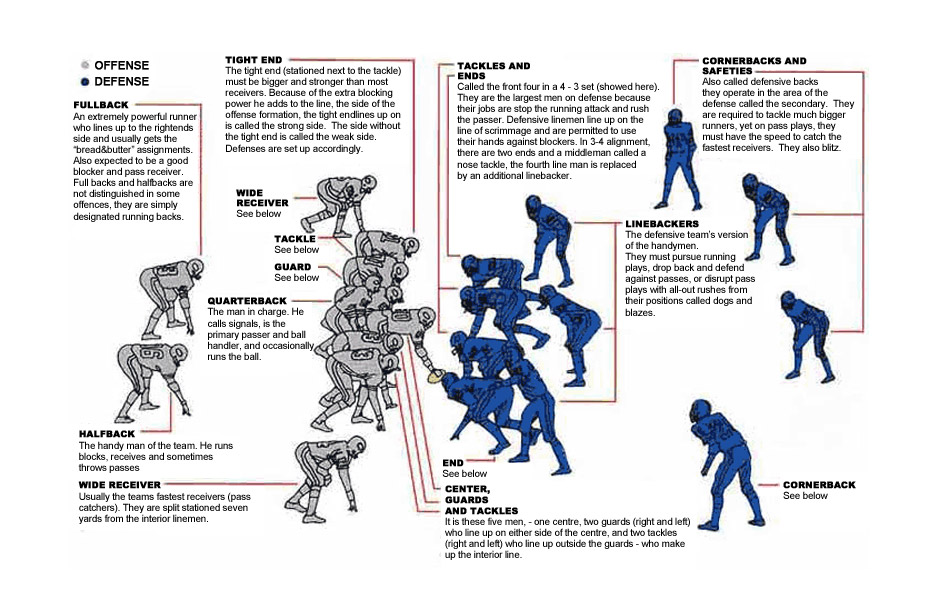 OFFENSE
DEFENSE
FULLBACK
An extremely powerful runner
who lines up to the rightends
side and usually gets the
"bread&butter" assignments.
Also expected to be a good
blocker and pass receiver.
Full backs and halfbacks are
not distinguished in some
offences, they are simply
designated running backs.
TIGHT END
The tight end (stationed next to the tackle)
must be bigger and stronger than most
receivers. Because of the extra blocking
power he adds to the line, the side of the
offense formation, the tight endlines up on
is called the strong side. The side without
the tight end is called the weak side.
Defenses are set up accordingly.
WIDE
RECEIVER
See below
TACKLE
See below
GUARD
See below
QUARTERBACK
The man in charge. He
calls signals, is the
primary passer and ball
handler, and occasionally
runs the ball.
HALFBACK
The handy man of the team. He runs
blocks, receives and sometimes
throws passes
WIDE RECEIVER
Usually the teams fastest receivers (pass
catchers). They are split stationed seven
yards from the interior linemen.
TACKLES AND
ENDS
Called the front four in a 4 - 3 set (showed here).
They are the largest men on defense because
their jobs are stop the running attack and rush
the passer. Defensive linemen line up on the
line of scrimmage and are permitted to use
their hands against blockers. In 3-4 alignment,
there are two ends and a middleman called a
nose tackle, the fourth line man is replaced
by an additional linebacker.
CORNERBACKS AND
SAFETIES
Also called defensive backs
they operate in the area of the
defense called the secondary. They
are required to tackle much bigger
runners, yet on pass plays, they
must have the speed to catch the
fastest receivers. They also blitz.
LINEBACKERS
The defensive team's version
of the handymen.
They must pursue running
plays, drop back and defend
against passes, or disrupt pass
plays with all-out rushes from
their positions called dogs and
blazes.
END
See below
CENTER,
GUARDS
AND TACKLES
It is these five men, - one centre, two guards (right and left)
who line up on either side of the centre, and two tackles
(right and left) who line up outside the guards - who make
up the interior line.
CORNERBACK
See below